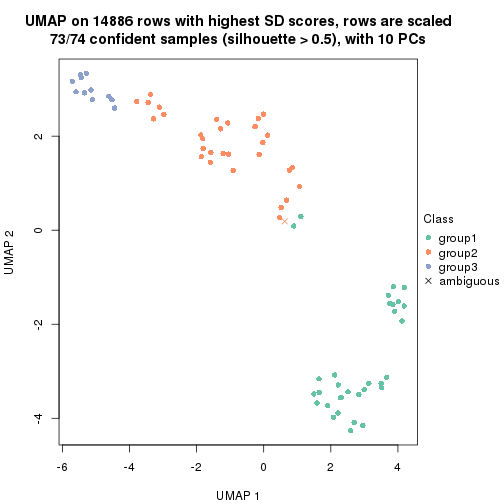 UMAP on 14886 rows with highest SD scores, rows are scaled
73/74 confident samples (silhouette > 0.5), with 10 PCs
UMAP 2
2
0
-2
-4
-6
-4
-2
0
2
4
UMAP 1
Class
group1
group2
group3
ambiguous